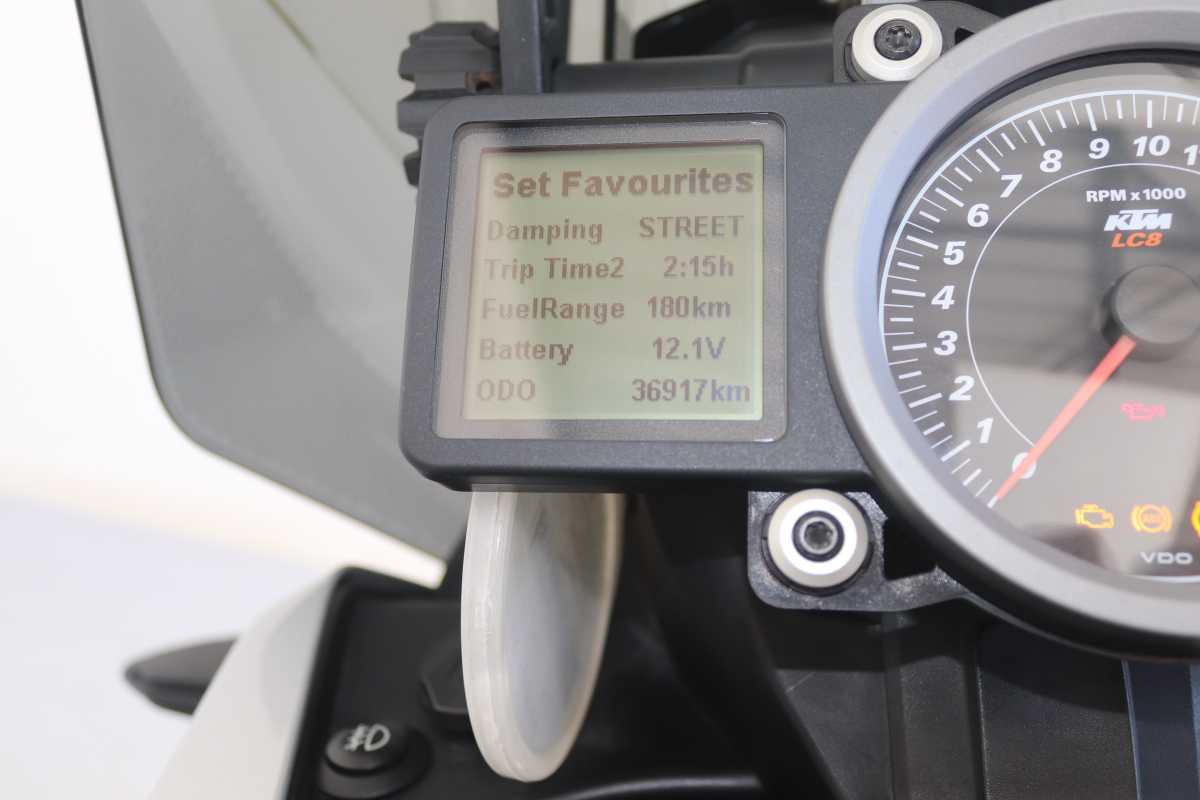 Set Favourites
Damping STREET
Trip Time2 2:15h
FuelRange 180km
Battery 12.1V
ODO 36917km
0
1
2
3
4
5
6
7
8
9
10
RPM x 1000
KTM
LC8
VDO